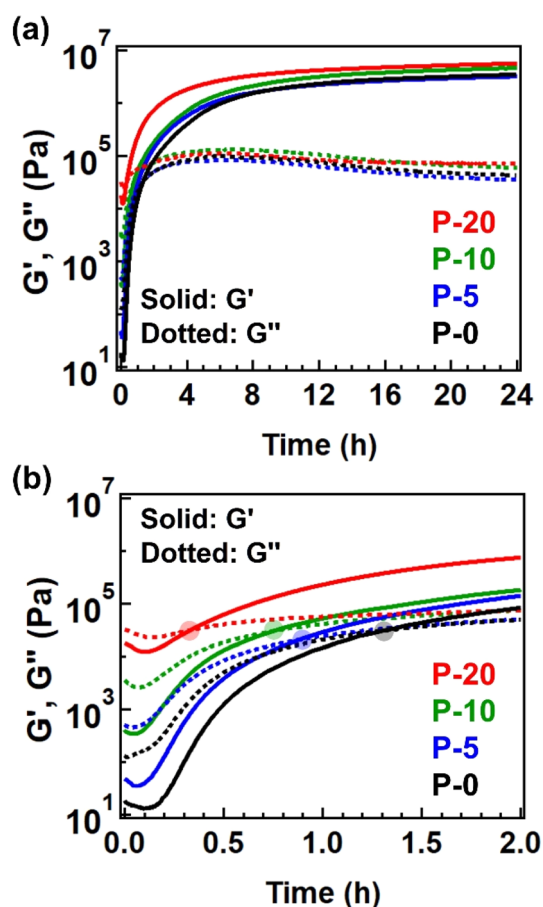 (a)
10^7
10^5
10^3
10^1
G', G" (Pa)
P-20
P-10
P-5
P-0
Solid: G'
Dotted: G"
0 4 8 12 16 20 24
Time (h)
(b)
10^7
10^5
10^3
10^1
G', G" (Pa)
Solid: G'
Dotted: G"
P-20
P-10
P-5
P-0
0.0 0.5 1.0 1.5 2.0
Time (h)